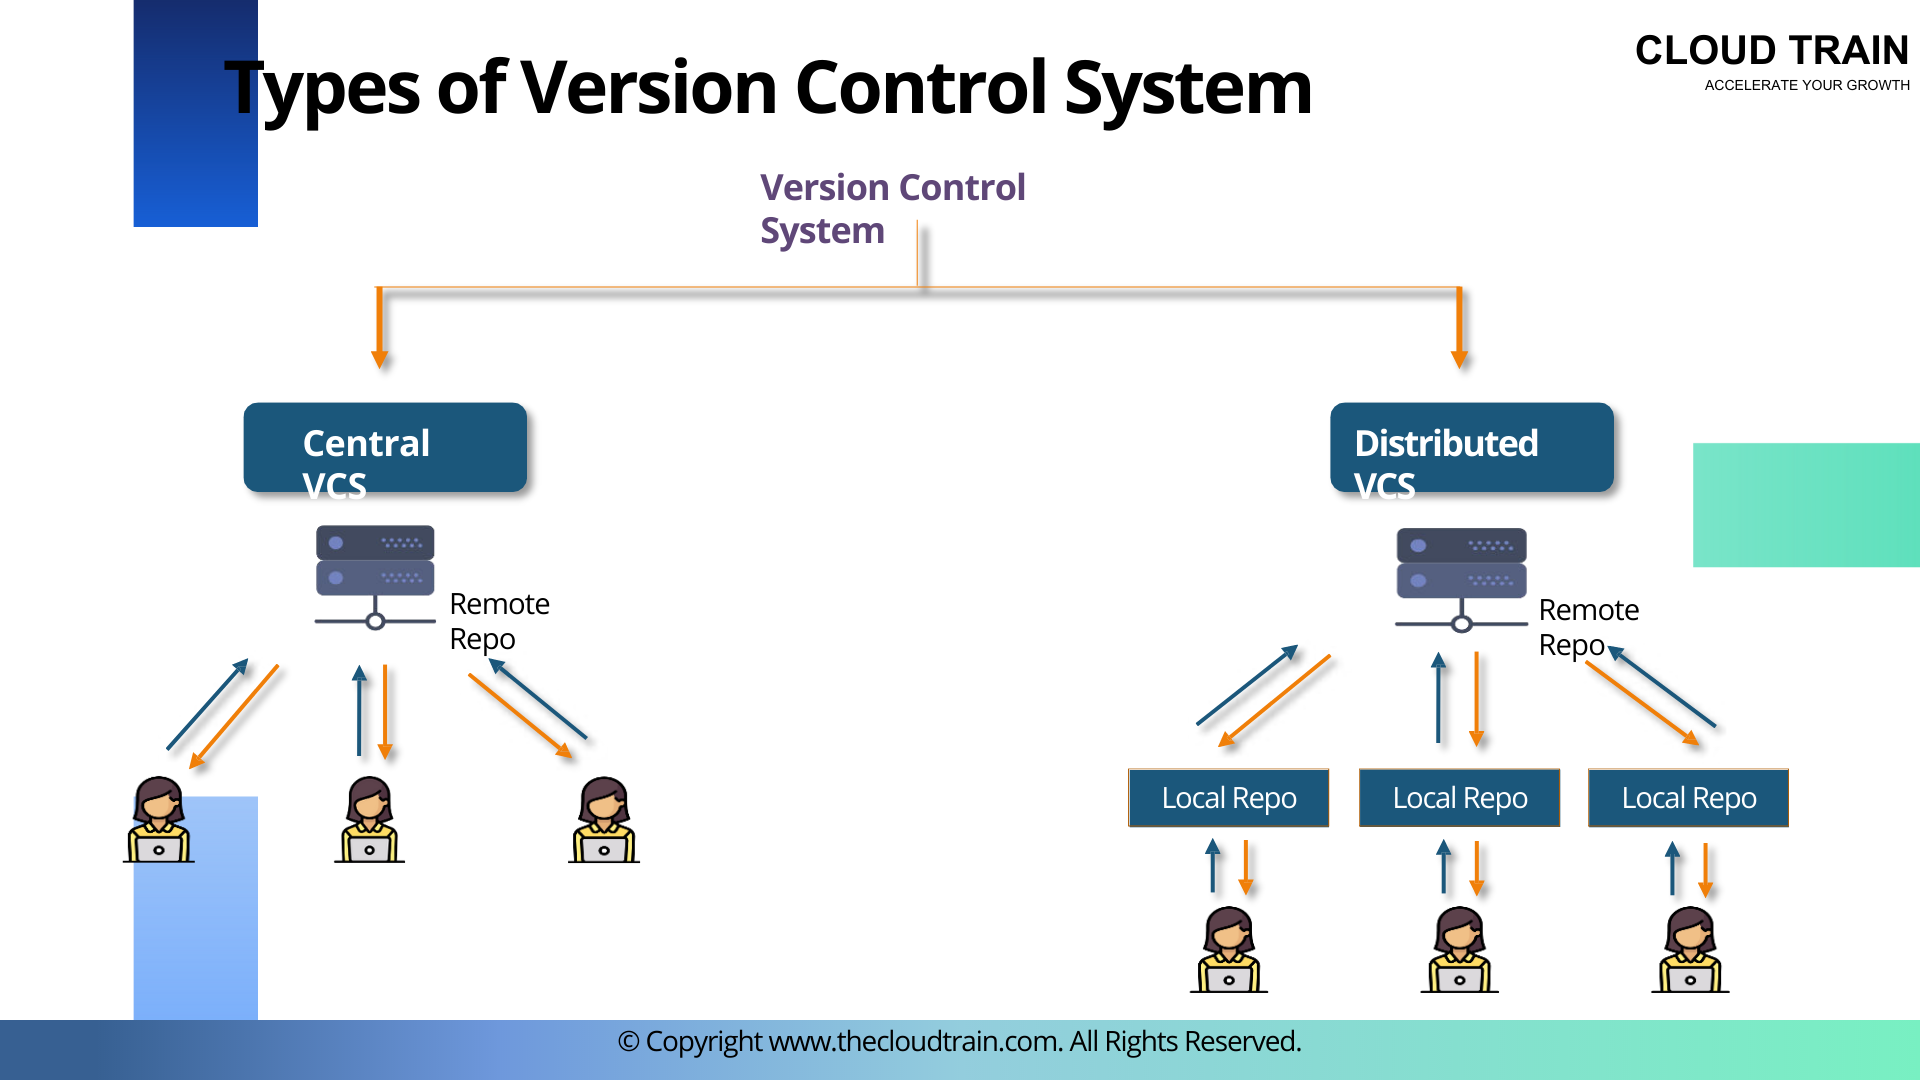 Types of Version Control System
CLOUD TRAIN
ACCELERATE YOUR GROWTH
Version Control
System
Central
VCS
Distributed
VCS
Remote
Repo
Remote
Repo
Local Repo
Local Repo
Local Repo
© Copyright www.thecloudtrain.com. All Rights Reserved.